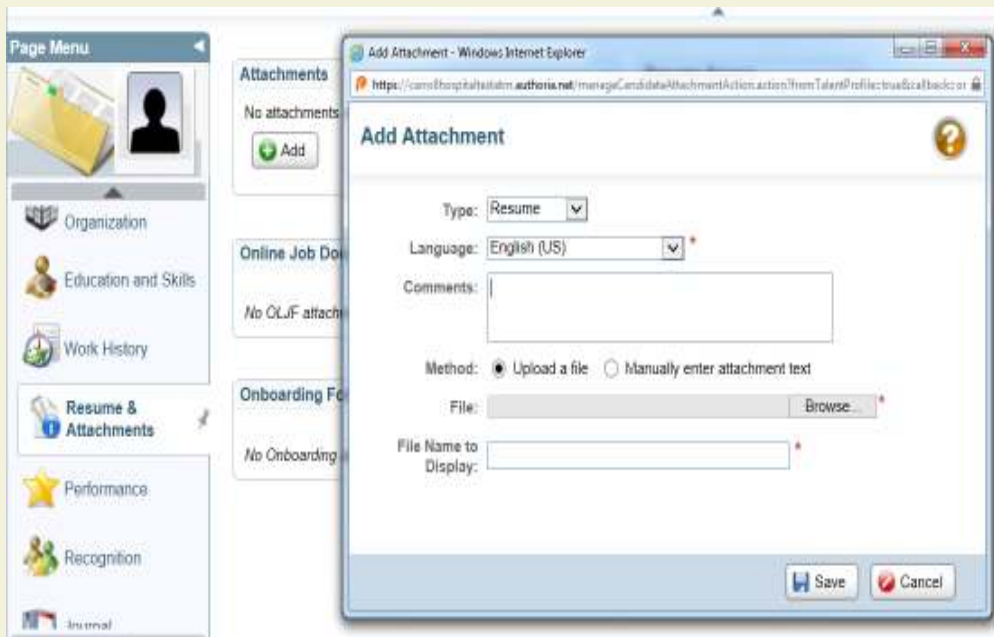 Page Menu
Organization
Education and Skills
Work History
Resume &
Attachments
Performance
Recognition
Journal
Attachments
No attachments
Add
Online Job Do
No OLJF attach
Onboarding Fo
No Onboarding
Add Attachment - Windows Internet Explorer
Add Attachment
Type: Resume
Language: English (US) *
Comments:
Method: Upload a file Manually enter attachment text
File: Browse... *
File Name to
Display: *
Save Cancel